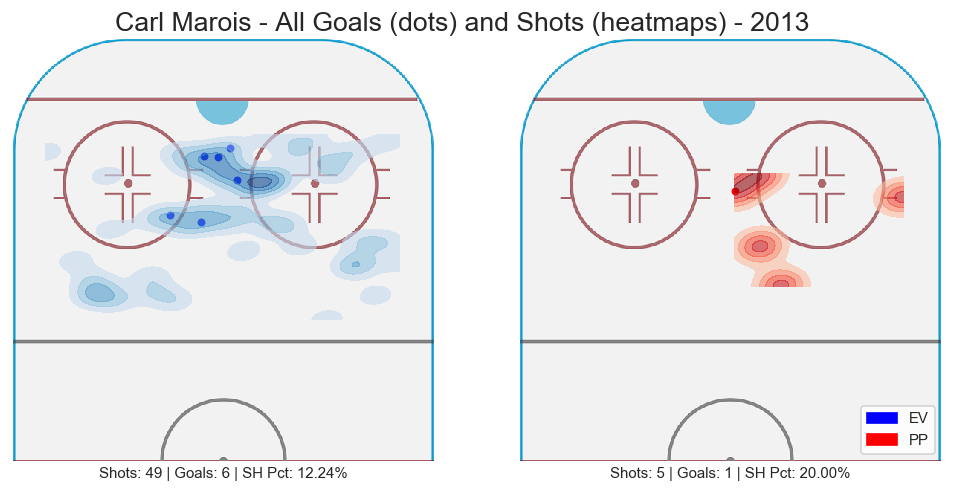 Carl Marois - All Goals (dots) and Shots (heatmaps) - 2013
EV
PP
Shots: 49 | Goals: 6 | SH Pct: 12.24%
Shots: 5 | Goals: 1 | SH Pct: 20.00%